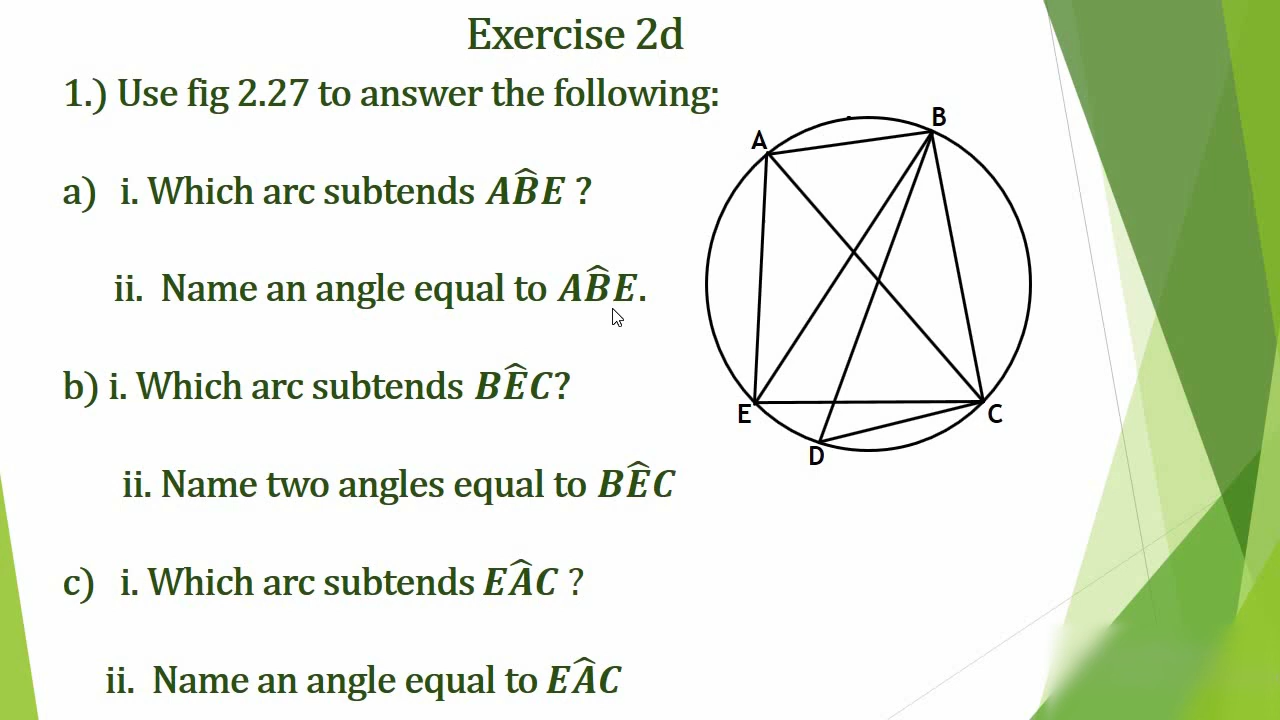 Exercise 2d
1.) Use fig 2.27 to answer the following:
a) i. Which arc subtends AB̂E ?
ii. Name an angle equal to AB̂E.
b) i. Which arc subtends BÊC?
ii. Name two angles equal to BÊC
c) i. Which arc subtends EÂC ?
ii. Name an angle equal to EÂC
A
B
E
C
D